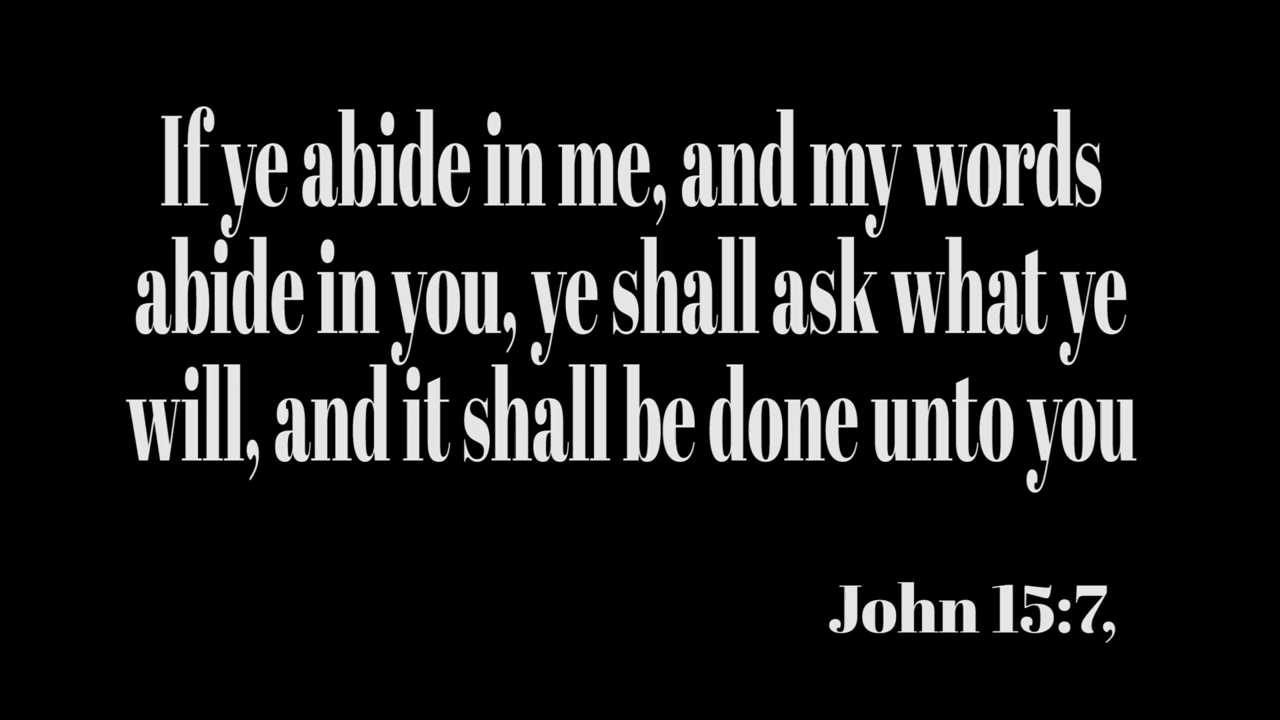 If ye abide in me, and my words
abide in you, ye shall ask what ye
will, and it shall be done unto you
John 15:7,